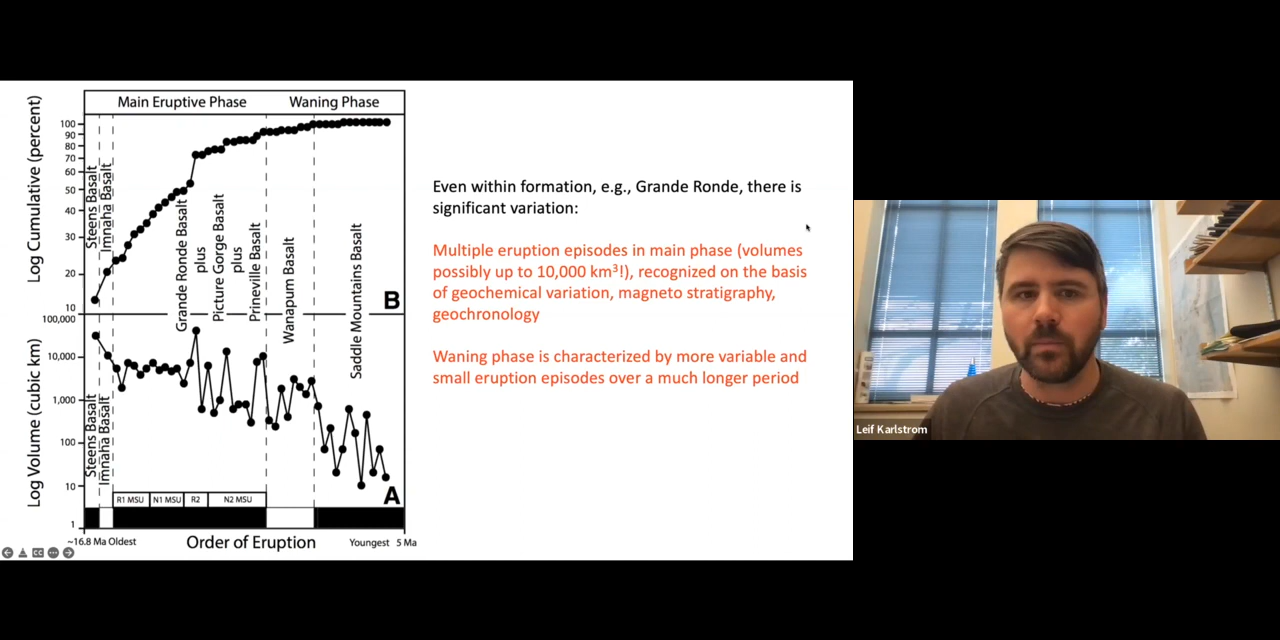 Main Eruptive Phase
Waning Phase
Log Cumulative (percent)
100
90
80
70
60
50
40
30
20
10
Steens Basalt
Imnaha Basalt
Grande Ronde Basalt
plus
Picture Gorge Basalt
plus
Prineville Basalt
Wanapum Basalt
Saddle Mountains Basalt
B
Log Volume (cubic km)
100,000
10,000
1,000
100
10
1
Steens Basalt
Imnaha Basalt
R1 MSU
N1 MSU
R2
N2 MSU
A
~16.8 Ma Oldest
Order of Eruption
Youngest 5 Ma
CC
Even within formation, e.g., Grande Ronde, there is
significant variation:
Multiple eruption episodes in main phase (volumes
possibly up to 10,000 km³!), recognized on the basis
of geochemical variation, magneto stratigraphy,
geochronology
Waning phase is characterized by more variable and
small eruption episodes over a much longer period
Leif Karlstrom